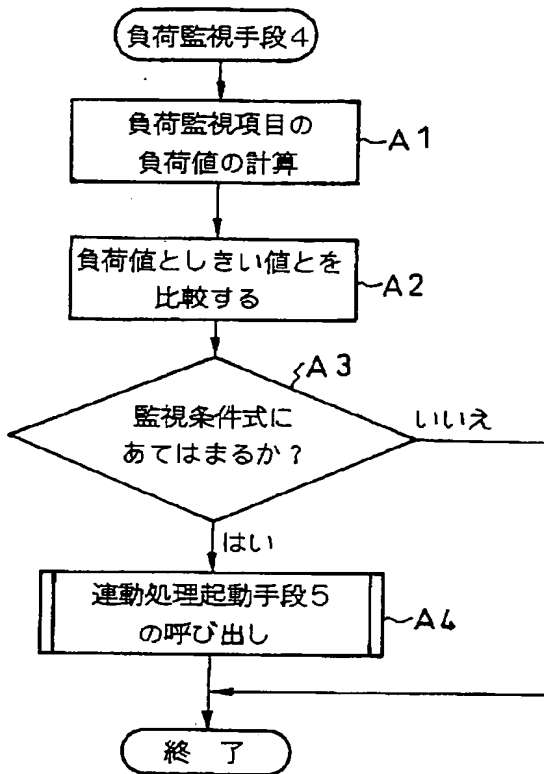 負荷監視手段4
負荷監視項目の
負荷値の計算
A1
負荷値としきい値とを
比較する
A2
A3
監視条件式に
あてはまるか?
いいえ
はい
連動処理起動手段5
の呼び出し
A4
終了